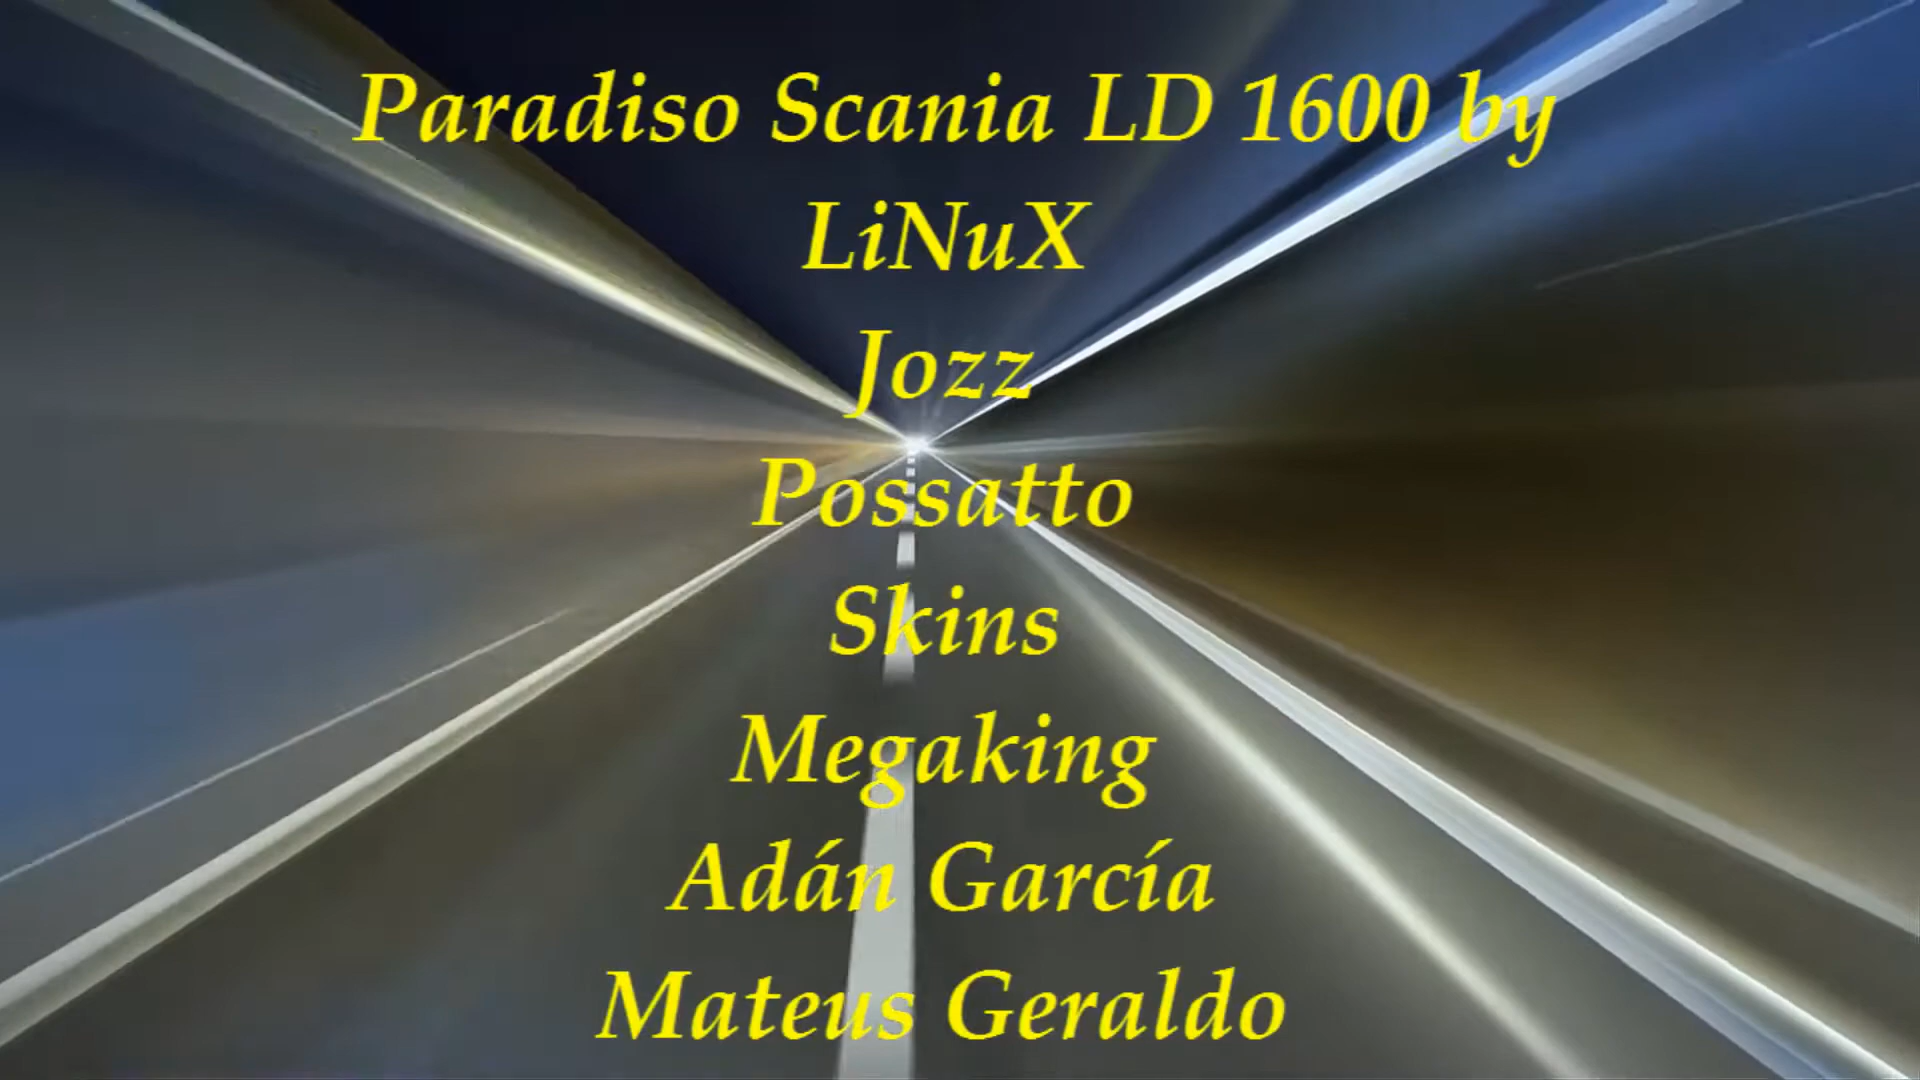 Paradiso Scania LD 1600 by
LiNuX
Jozz
Possatto
Skins
Megaking
Adán García
Mateus Geraldo